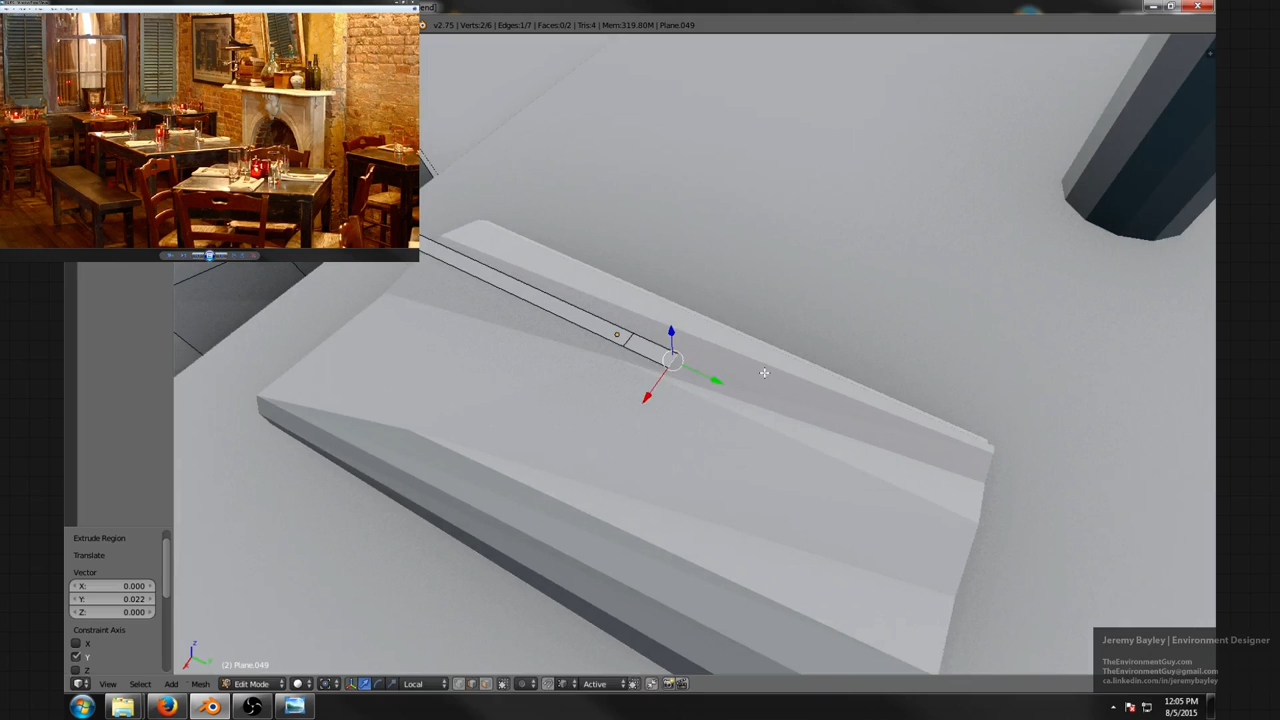 end]
v2.75 | Verts:2/6 | Edges:1/7 | Faces:0/2 | Tris:4 | Mem:319.80M | Plane.049
Extrude Region
Translate
Vector
X: 0.000
Y: 0.022
Z: 0.000
Constraint Axis
X
Y
Z
z
(2) Plane.049
View Select Add Mesh Edit Mode Local Active
Jeremy Bayley | Environment Designer
TheEnvironmentGuy.com
TheEnvironmentGuy@gmail.com
ca.linkedin.com/in/jeremybayley
12:05 PM
8/5/2015